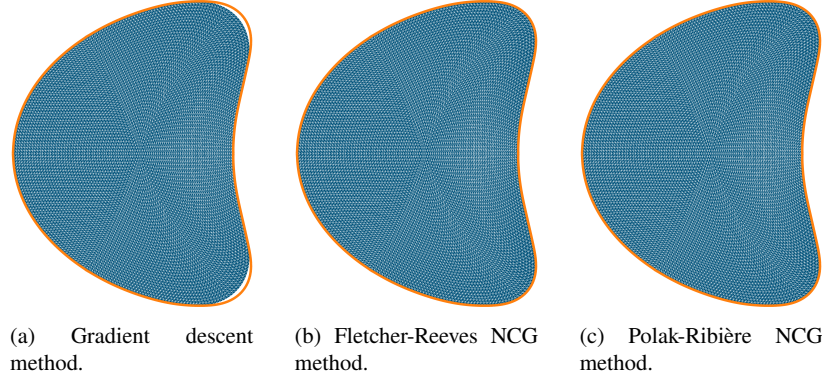 (a) Gradient descent
method.
(b) Fletcher-Reeves NCG
method.
(c) Polak-Ribière NCG
method.